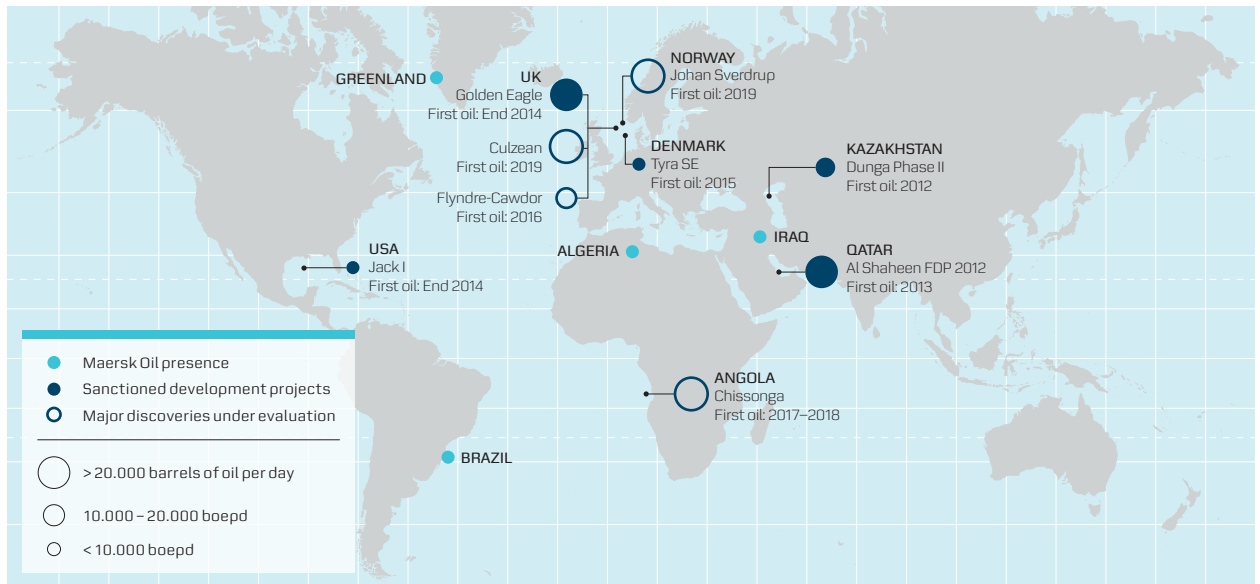 GREENLAND
UK
Golden Eagle
First oil: End 2014
Culzean
First oil: 2019
Flyndre-Cawdor
First oil: 2016
NORWAY
Johan Sverdrup
First oil: 2019
DENMARK
Tyra SE
First oil: 2015
KAZAKHSTAN
Dunga Phase II
First oil: 2012
USA
Jack I
First oil: End 2014
ALGERIA
IRAQ
QATAR
Al Shaheen FDP 2012
First oil: 2013
ANGOLA
Chissonga
First oil: 2017–2018
BRAZIL
Maersk Oil presence
Sanctioned development projects
Major discoveries under evaluation
> 20.000 barrels of oil per day
10.000 – 20.000 boepd
< 10.000 boepd